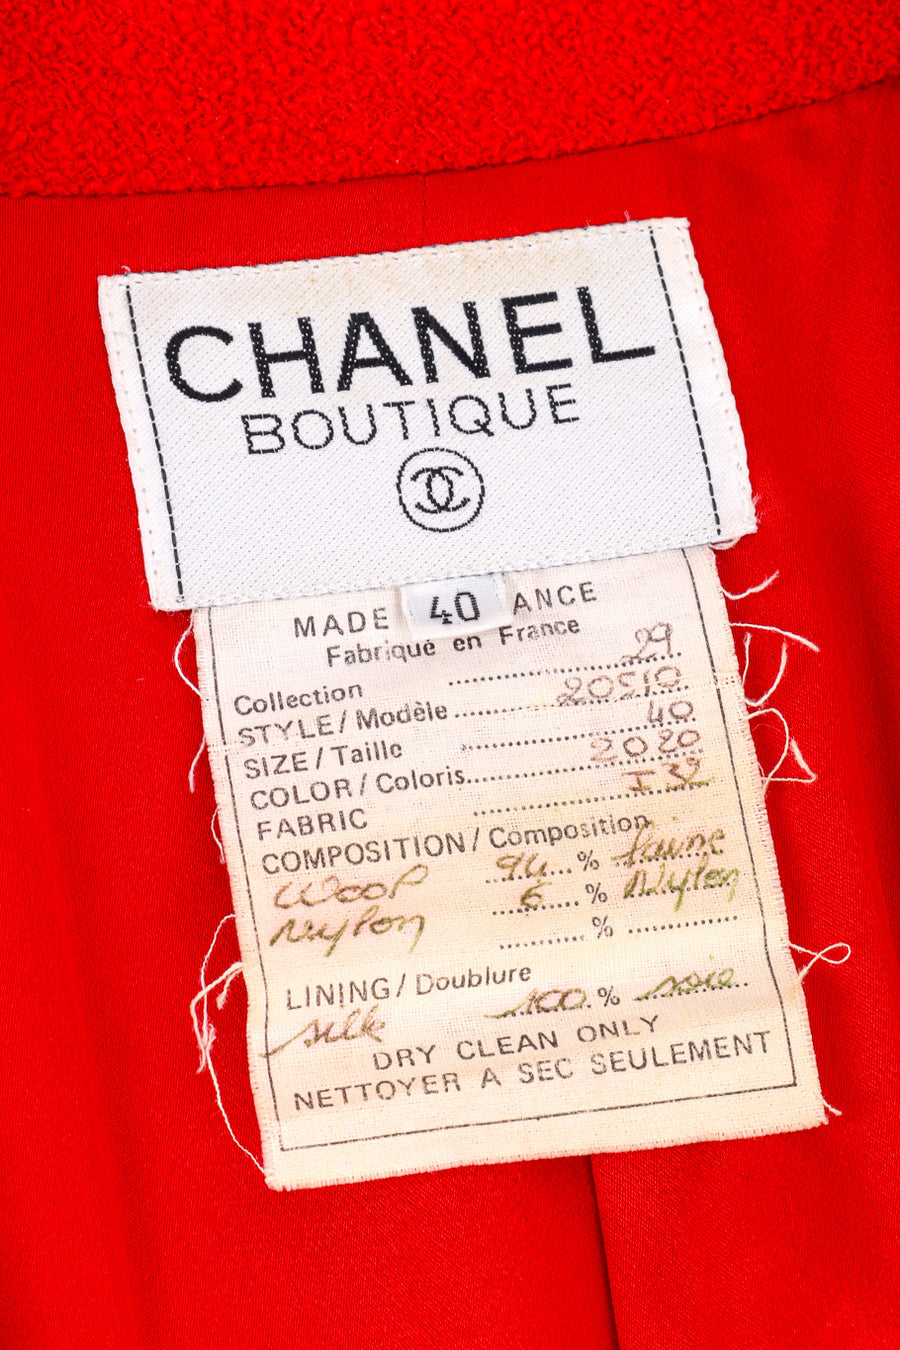 CHANEL
BOUTIQUE
40
MADE ANCE
Fabriqué en France
Collection 29
STYLE / Modèle 20510
SIZE / Taille 40
COLOR / Coloris 2020
FABRIC I 32
COMPOSITION / Composition
Wool 94 % Laine
Nylon 6 % Nylon
%
LINING / Doublure
silk 100 % soie
DRY CLEAN ONLY
NETTOYER A SEC SEULEMENT